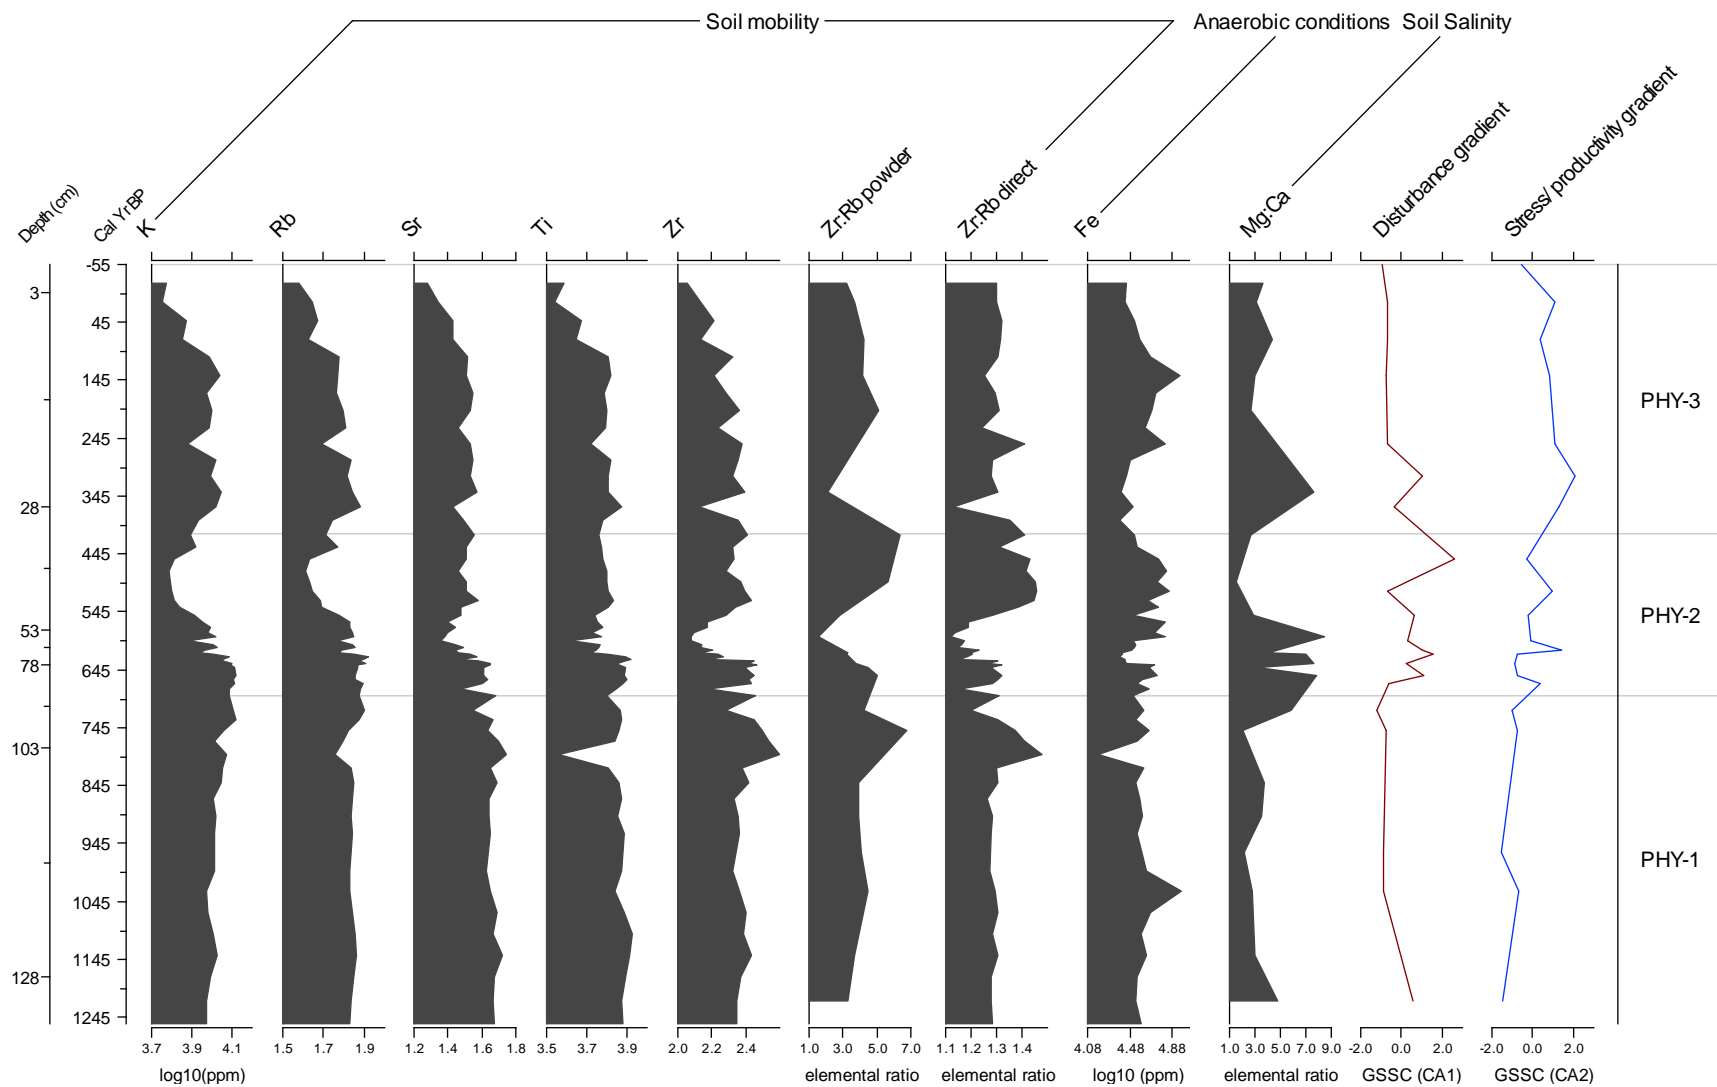 Soil mobility
Anaerobic conditions
Soil Salinity
Depth (cm)
Cal Yr BP
K
Rb
Sr
Ti
Zr
Zr:Rb powder
Zr:Rb direct
Fe
Mg:Ca
Disturbance gradient
Stress/ productivity gradient
3
28
53
78
103
128
-55
45
145
245
345
445
545
645
745
845
945
1045
1145
1245
PHY-3
PHY-2
PHY-1
3.7 3.9 4.1
1.5 1.7 1.9
1.2 1.4 1.6 1.8
3.5 3.7 3.9
2.0 2.2 2.4
1.0 3.0 5.0 7.0
1.1 1.2 1.3 1.4
4.08 4.48 4.88
1.0 3.0 5.0 7.0 9.0
-2.0 0.0 2.0
-2.0 0.0 2.0
log10(ppm)
elemental ratio
elemental ratio
log10 (ppm)
elemental ratio
GSSC (CA1)
GSSC (CA2)